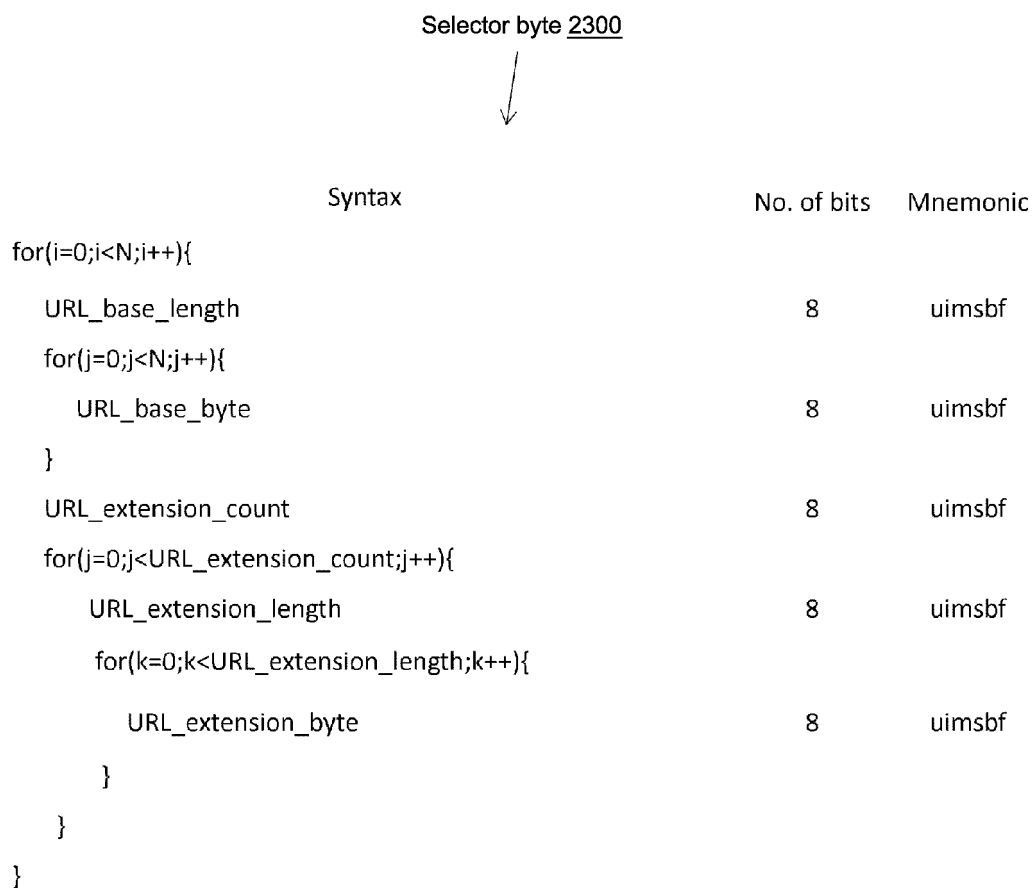 Selector byte 2300
Syntax No. of bits Mnemonic
for(i=0;i<N;i++){
URL_base_length 8 uimsbf
for(j=0;j<N;j++){
URL_base_byte 8 uimsbf
}
URL_extension_count 8 uimsbf
for(j=0;j<URL_extension_count;j++){
URL_extension_length 8 uimsbf
for(k=0;k<URL_extension_length;k++){
URL_extension_byte 8 uimsbf
}
}
}